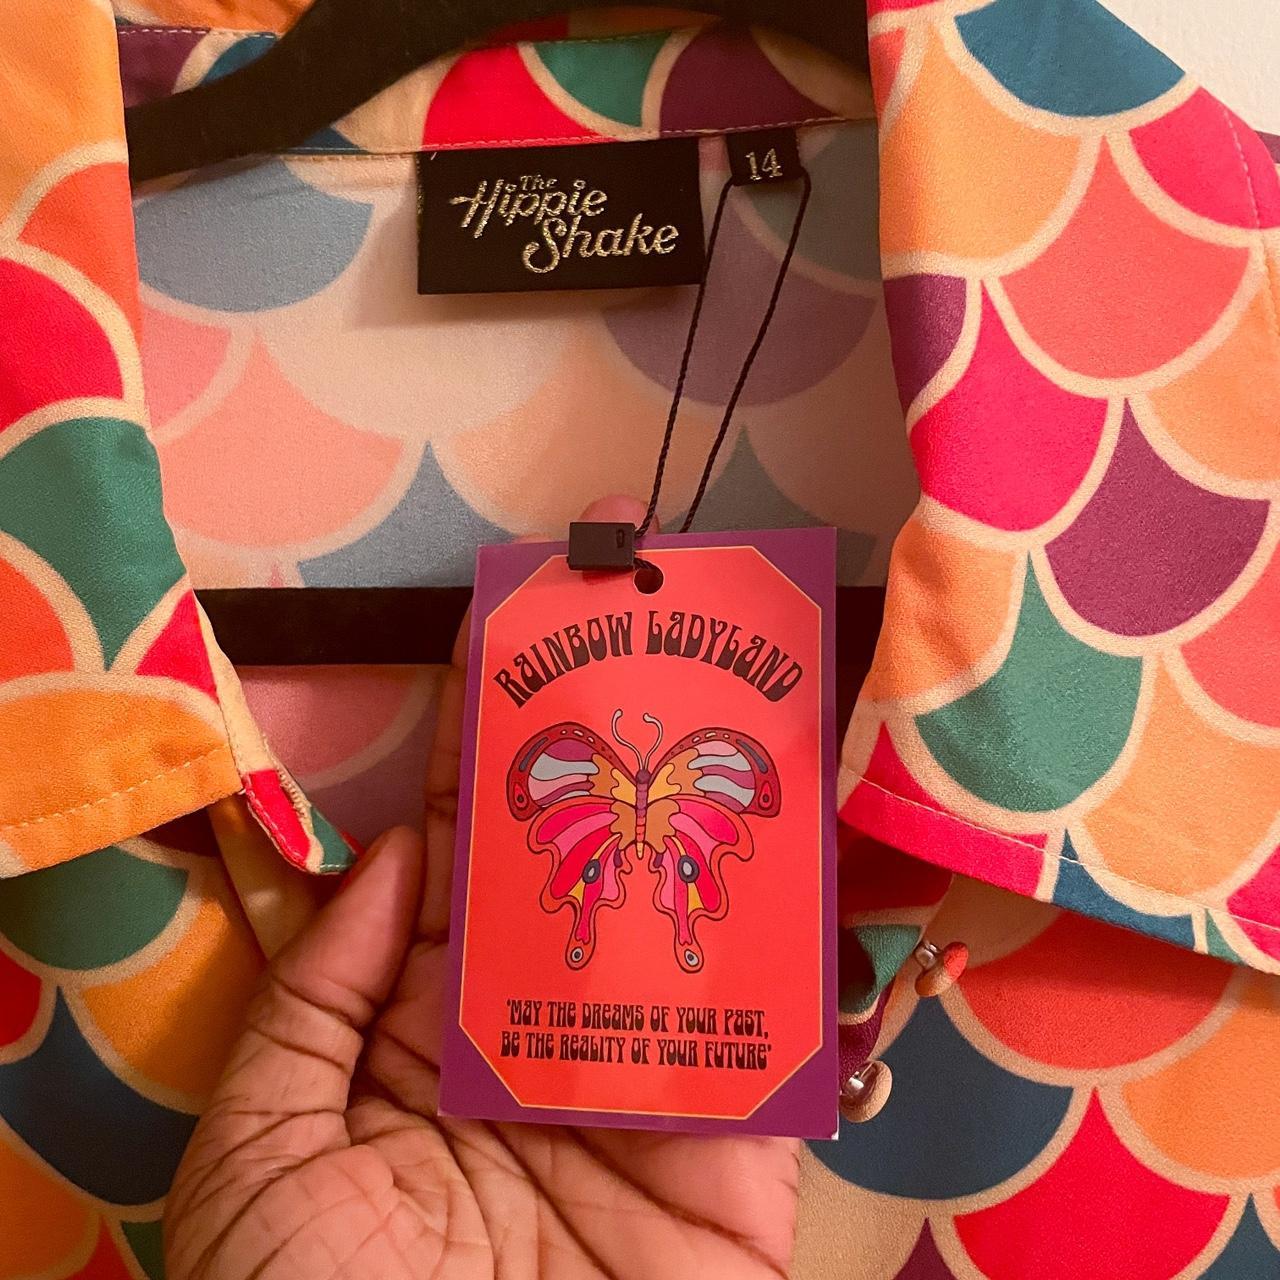 The
Hippie
Shake
14
RAINBOW LADYLAND
'MAY THE DREAMS OF YOUR PAST,
BE THE REALITY OF YOUR FUTURE'